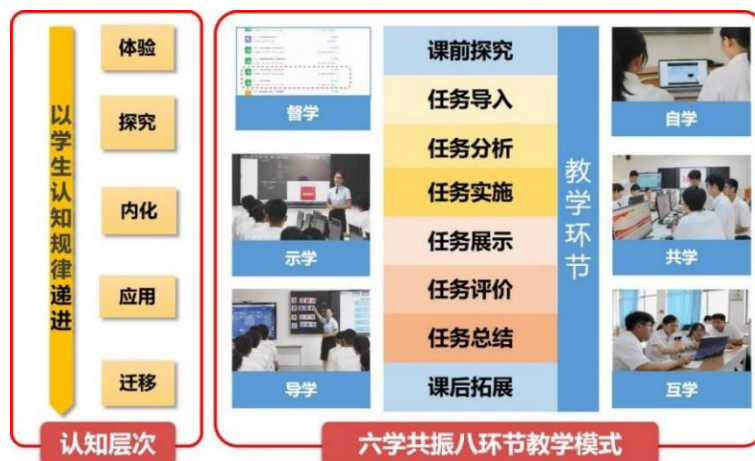 以学生认知规律递进
体验
探究
内化
应用
迁移
认知层次
督学
示学
导学
课前探究
任务导入
任务分析
任务实施
任务展示
任务评价
任务总结
课后拓展
教学环节
自学
共学
互学
六学共振八环节教学模式